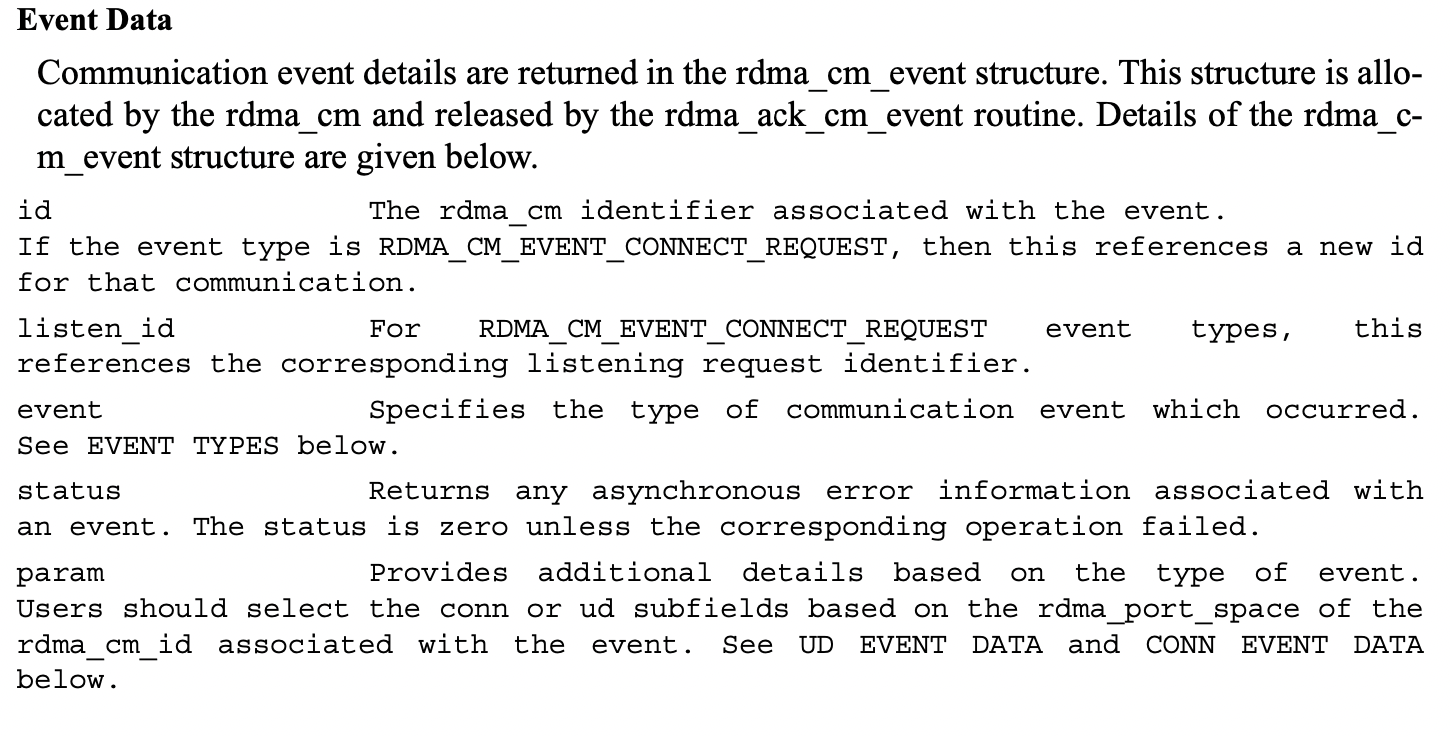 Event Data
Communication event details are returned in the rdma_cm_event structure. This structure is allo-
cated by the rdma_cm and released by the rdma_ack_cm_event routine. Details of the rdma_c-
m_event structure are given below.
id The rdma_cm identifier associated with the event.
If the event type is RDMA_CM_EVENT_CONNECT_REQUEST, then this references a new id
for that communication.
listen_id For RDMA_CM_EVENT_CONNECT_REQUEST event types, this
references the corresponding listening request identifier.
event Specifies the type of communication event which occurred.
See EVENT TYPES below.
status Returns any asynchronous error information associated with
an event. The status is zero unless the corresponding operation failed.
param Provides additional details based on the type of event.
Users should select the conn or ud subfields based on the rdma_port_space of the
rdma_cm_id associated with the event. See UD EVENT DATA and CONN EVENT DATA
below.